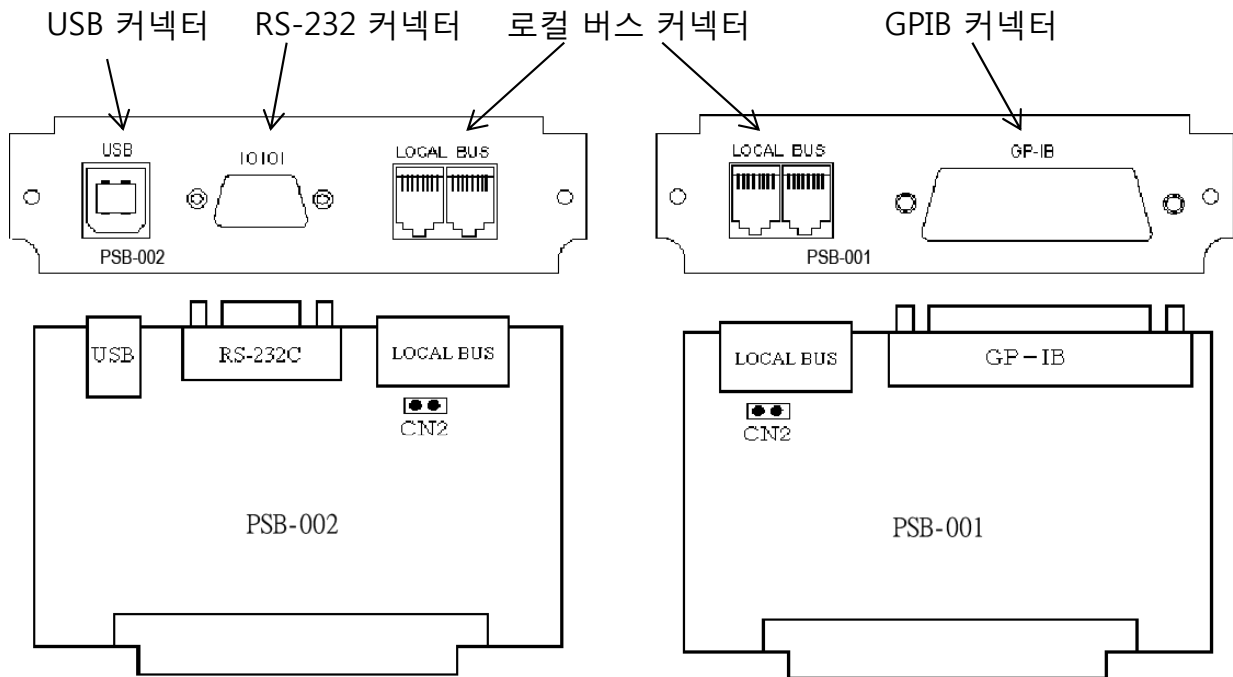 USB 커넥터 RS-232 커넥터 로컬 버스 커넥터 GPIB 커넥터
USB IOIOI LOCAL BUS
PSB-002
LOCAL BUS GP-IB
PSB-001
USB RS-232C LOCAL BUS
CN2
PSB-002
LOCAL BUS GP-IB
CN2
PSB-001